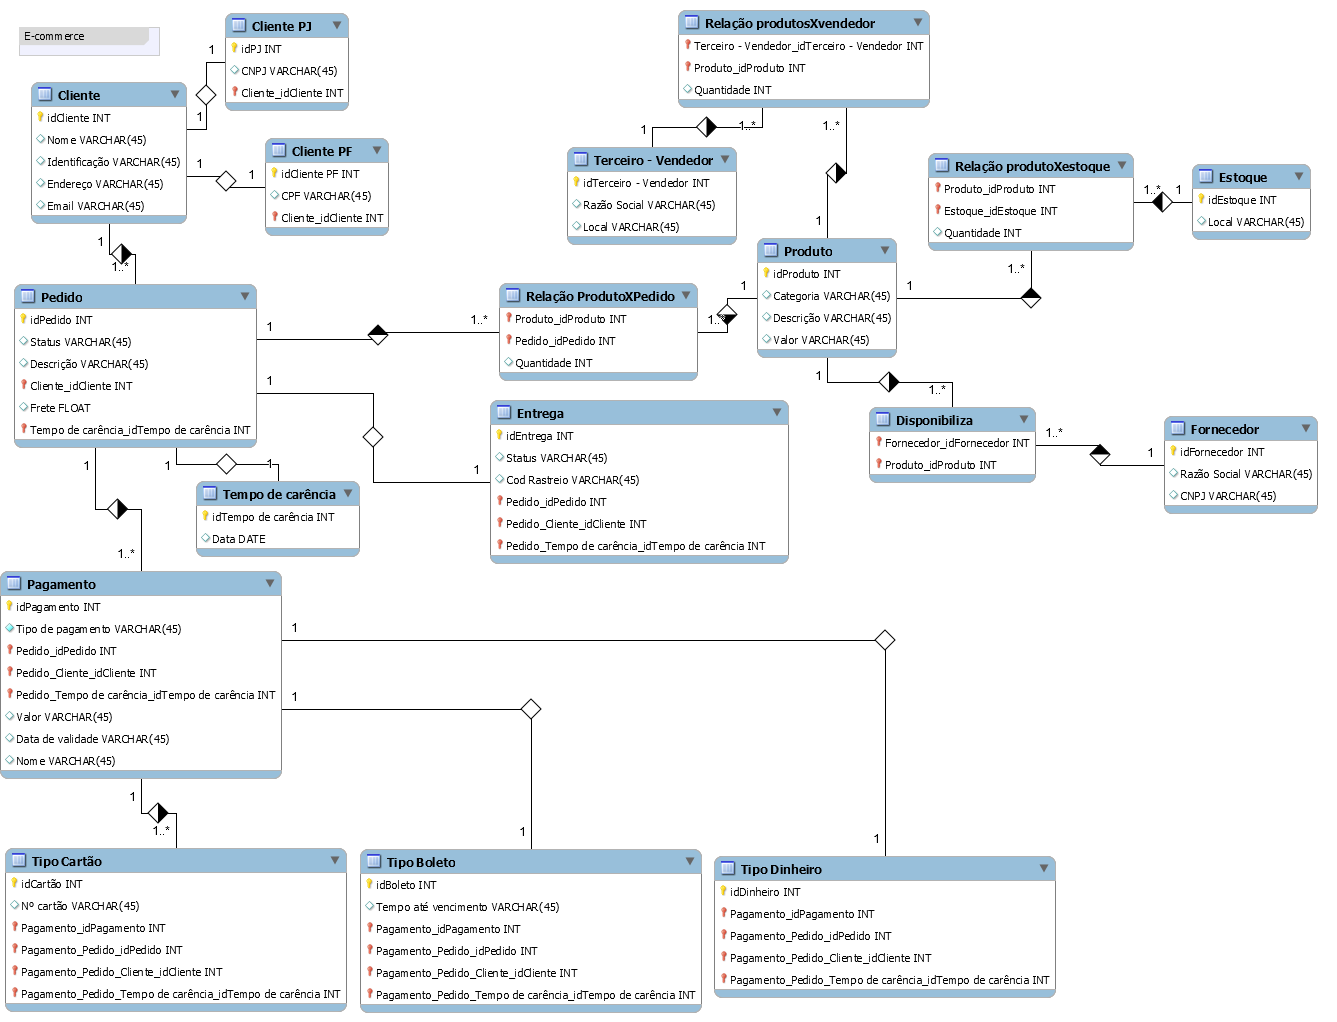 E-commerce
Cliente PJ
idPJ INT
CNPJ VARCHAR(45)
Cliente_idCliente INT
1
1
Cliente
idCliente INT
Nome VARCHAR(45)
Identificação VARCHAR(45)
Endereço VARCHAR(45)
Email VARCHAR(45)
1
1
Cliente PF
idCliente PF INT
CPF VARCHAR(45)
Cliente_idCliente INT
1
1..*
Relação produtosXvendedor
Terceiro - Vendedor_idTerceiro - Vendedor INT
Produto_idProduto INT
Quantidade INT
1
1..*
1..*
1
Terceiro - Vendedor
idTerceiro - Vendedor INT
Razão Social VARCHAR(45)
Local VARCHAR(45)
Relação produtoXestoque
Produto_idProduto INT
Estoque_idEstoque INT
Quantidade INT
1..*
1
Estoque
idEstoque INT
Local VARCHAR(45)
1..*
1
Produto
idProduto INT
Categoria VARCHAR(45)
Descrição VARCHAR(45)
Valor VARCHAR(45)
Pedido
idPedido INT
Status VARCHAR(45)
Descrição VARCHAR(45)
Cliente_idCliente INT
Frete FLOAT
Tempo de carência_idTempo de carência INT
1
1..*
Relação ProdutoXPedido
Produto_idProduto INT
Pedido_idPedido INT
Quantidade INT
1..*
1
1
1..*
Disponibiliza
Fornecedor_idFornecedor INT
Produto_idProduto INT
1..*
1
Fornecedor
idFornecedor INT
Razão Social VARCHAR(45)
CNPJ VARCHAR(45)
1
1
Entrega
idEntrega INT
Status VARCHAR(45)
Cod Rastreio VARCHAR(45)
Pedido_idPedido INT
Pedido_Cliente_idCliente INT
Pedido_Tempo de carência_idTempo de carência INT
1
1
Tempo de carência
idTempo de carência INT
Data DATE
1
1..*
Pagamento
idPagamento INT
Tipo de pagamento VARCHAR(45)
Pedido_idPedido INT
Pedido_Cliente_idCliente INT
Pedido_Tempo de carência_idTempo de carência INT
Valor VARCHAR(45)
Data de validade VARCHAR(45)
Nome VARCHAR(45)
1
1
1
1..*
1
1
Tipo Cartão
idCartão INT
Nº cartão VARCHAR(45)
Pagamento_idPagamento INT
Pagamento_Pedido_idPedido INT
Pagamento_Pedido_Cliente_idCliente INT
Pagamento_Pedido_Tempo de carência_idTempo de carência INT
Tipo Boleto
idBoleto INT
Tempo até vencimento VARCHAR(45)
Pagamento_idPagamento INT
Pagamento_Pedido_idPedido INT
Pagamento_Pedido_Cliente_idCliente INT
Pagamento_Pedido_Tempo de carência_idTempo de carência INT
Tipo Dinheiro
idDinheiro INT
Pagamento_idPagamento INT
Pagamento_Pedido_idPedido INT
Pagamento_Pedido_Cliente_idCliente INT
Pagamento_Pedido_Tempo de carência_idTempo de carência INT